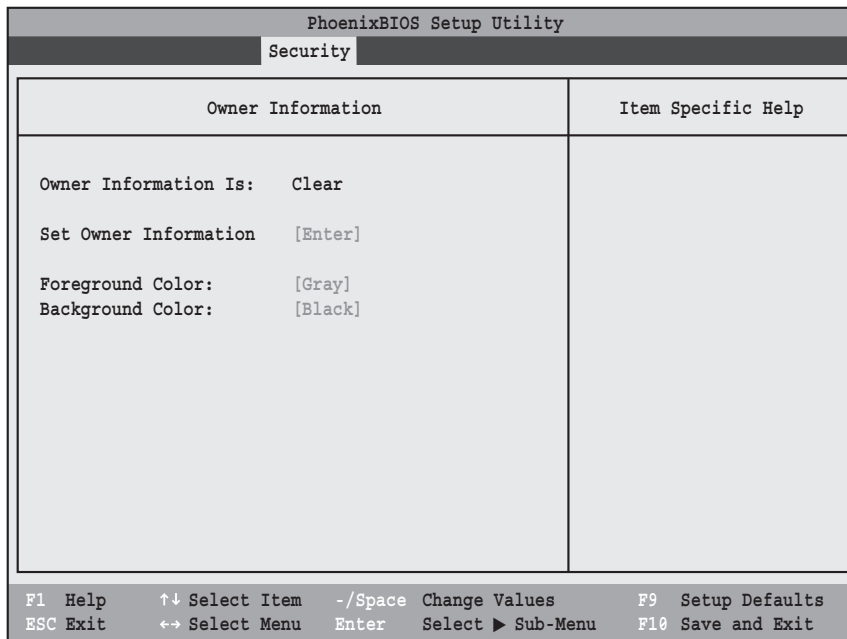 PhoenixBIOS Setup Utility
Security
Owner Information
Item Specific Help
Owner Information Is: Clear
Set Owner Information [Enter]
Foreground Color: [Gray]
Background Color: [Black]
F1 Help ↑↓ Select Item -/Space Change Values F9 Setup Defaults
ESC Exit ←→ Select Menu Enter Select ▶ Sub-Menu F10 Save and Exit